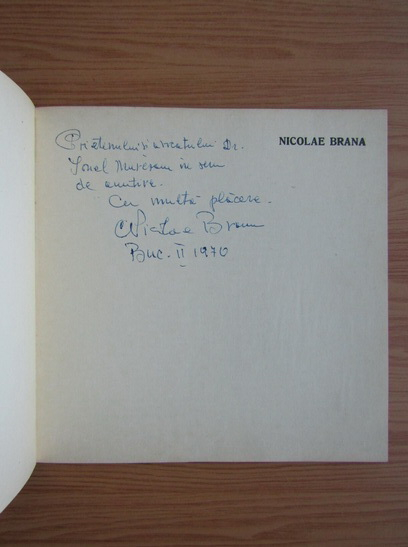 NICOLAE BRANA
Prietenului și avocatului Dr.
Ionel Mureșan în semn
de amintire.
Cu multă plăcere.
Nicolae Brana
Buc. II 1970